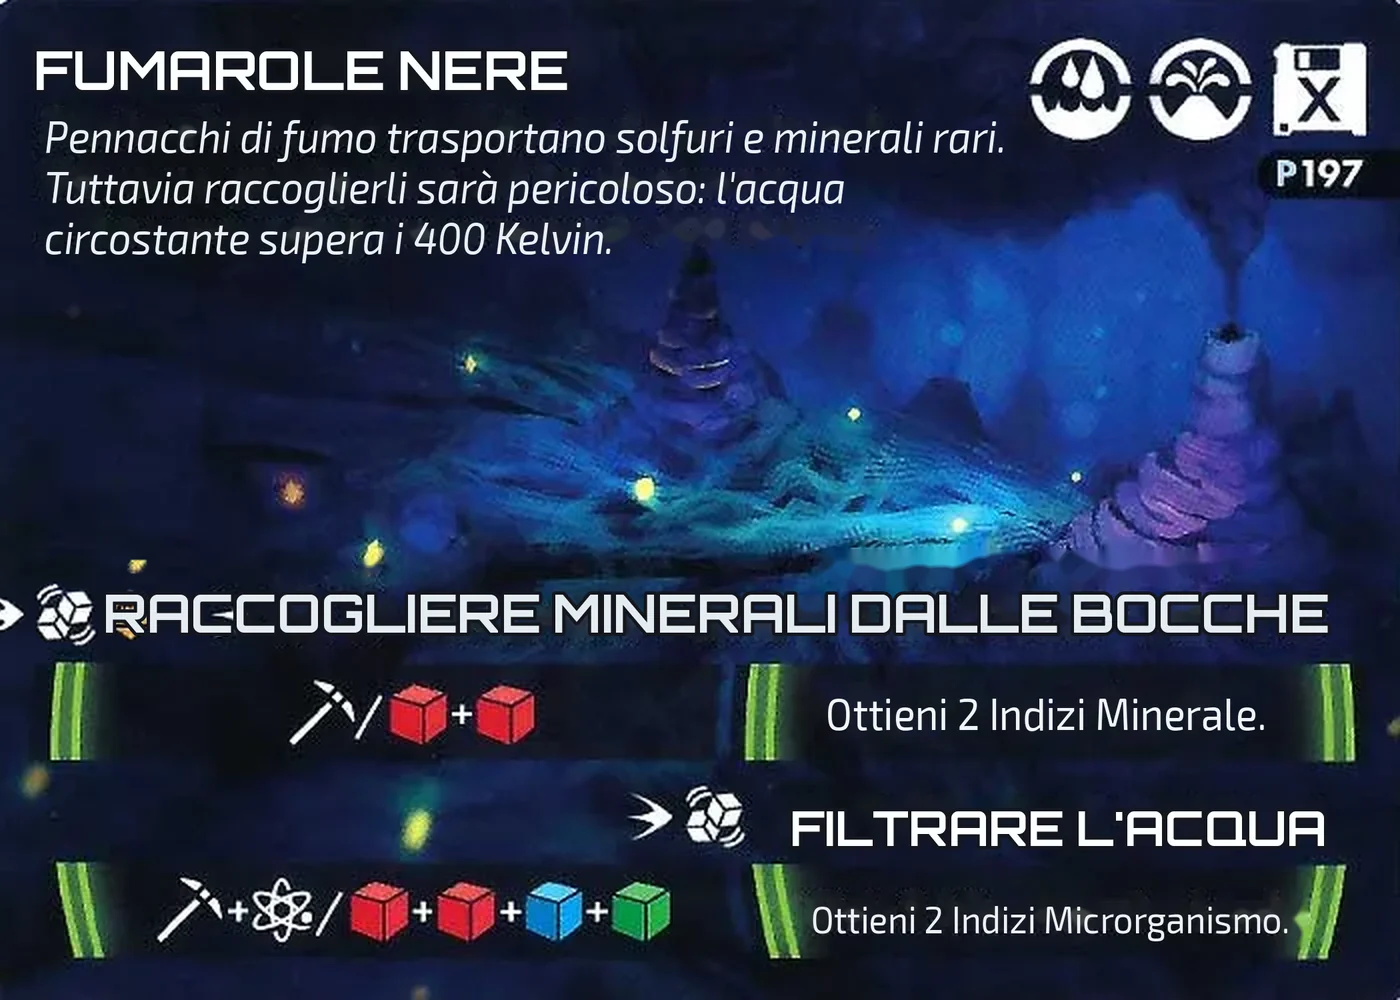 FUMAROLE NERE
Pennacchi di fumo trasportano solfuri e minerali rari.
Tuttavia raccoglierli sarà pericoloso: l'acqua
circostante supera i 400 Kelvin.
X
P197
RACCOGLIERE MINERALI DALLE BOCCHE
/ +
Ottieni 2 Indizi Minerale.
FILTRARE L'ACQUA
+ / + + +
Ottieni 2 Indizi Microrganismo.